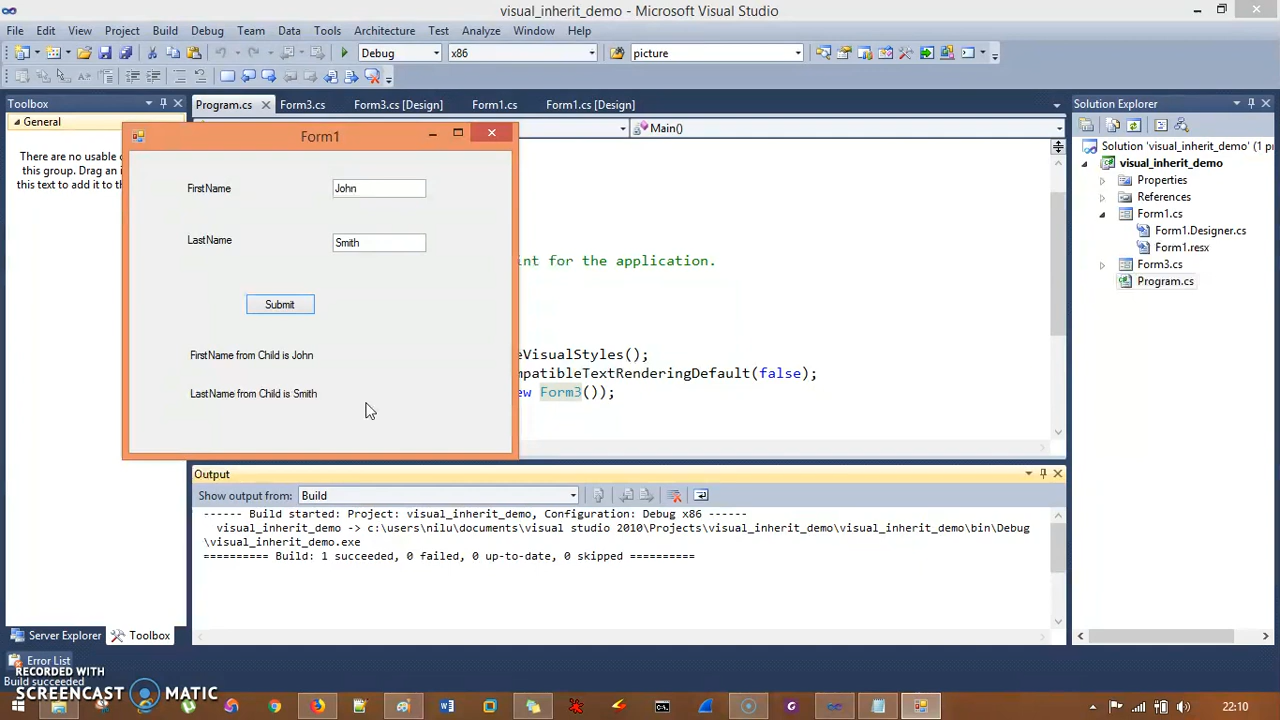 visual_inherit_demo - Microsoft Visual Studio
File Edit View Project Build Debug Team Data Tools Architecture Test Analyze Window Help
Debug x86 picture
Toolbox
Program.cs Form3.cs Form3.cs [Design] Form1.cs Form1.cs [Design]
Solution Explorer
General
There are no usable
this group. Drag an i
this text to add it to th
Main()
Form1
FirstName John
LastName Smith
Submit
FirstName from Child is John
LastName from Child is Smith
int for the application.
eVisualStyles();
mpatibleTextRenderingDefault(false);
ew Form3());
Solution 'visual_inherit_demo' (1 p
visual_inherit_demo
Properties
References
Form1.cs
Form1.Designer.cs
Form1.resx
Form3.cs
Program.cs
Output
Show output from: Build
------ Build started: Project: visual_inherit_demo, Configuration: Debug x86 ------
visual_inherit_demo -> c:\users\nilu\documents\visual studio 2010\Projects\visual_inherit_demo\visual_inherit_demo\bin\Debug
\visual_inherit_demo.exe
========== Build: 1 succeeded, 0 failed, 0 up-to-date, 0 skipped ==========
Server Explorer Toolbox
Error List
RECORDED WITH
Build succeeded
SCREENCAST MATIC
22:10